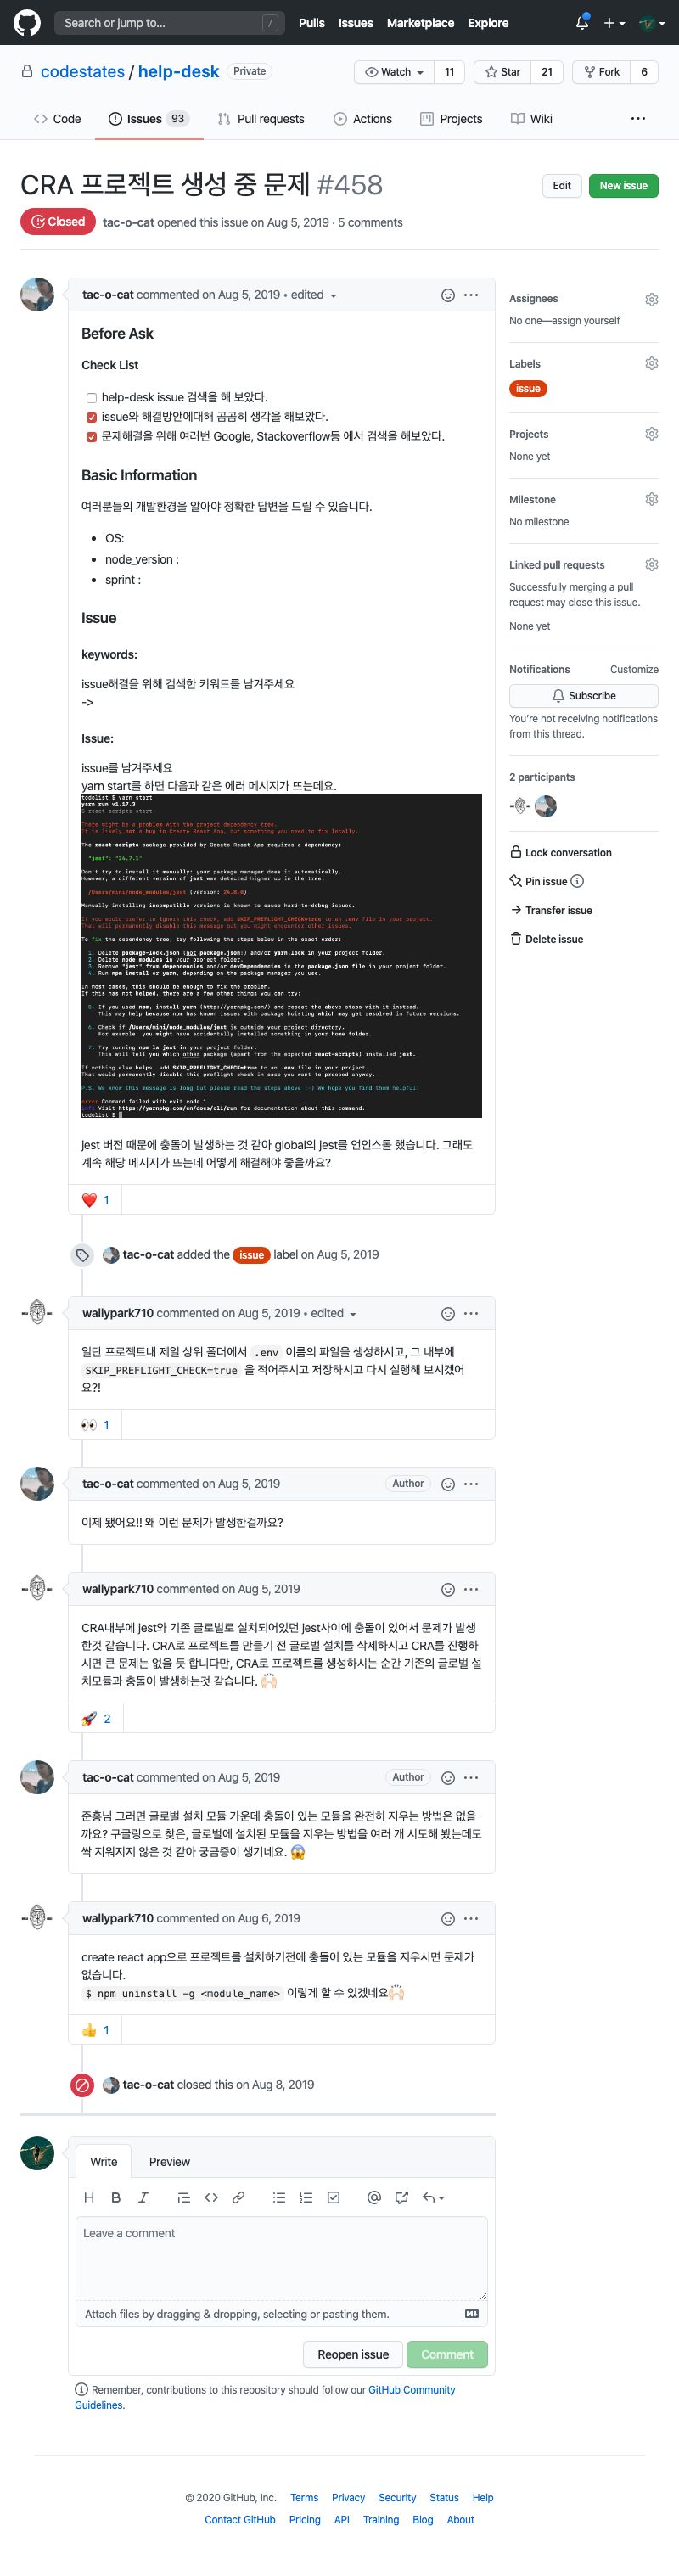 Search or jump to...
/
Pulls Issues Marketplace Explore
codestates / help-desk Private
Watch 11 Star 21 Fork 6
Code Issues 93 Pull requests Actions Projects Wiki
CRA 프로젝트 생성 중 문제 #458
Edit New issue
Closed tac-o-cat opened this issue on Aug 5, 2019 · 5 comments
tac-o-cat commented on Aug 5, 2019 • edited
Before Ask
Check List
help-desk issue 검색을 해 보았다.
issue와 해결방안에대해 곰곰히 생각을 해보았다.
문제해결을 위해 여러번 Google, Stackoverflow등 에서 검색을 해보았다.
Basic Information
여러분들의 개발환경을 알아야 정확한 답변을 드릴 수 있습니다.
• OS:
• node_version :
• sprint :
Issue
keywords:
issue해결을 위해 검색한 키워드를 남겨주세요
->
Issue:
issue를 남겨주세요
yarn start를 하면 다음과 같은 에러 메시지가 뜨는데요.
todolist $ yarn start
yarn run v1.17.3
$ react-scripts start
There might be a problem with the project dependency tree.
It is likely not a bug in Create React App, but something you need to fix locally.
The react-scripts package provided by Create React App requires a dependency:
"jest": "24.7.1"
Don't try to install it manually: your package manager does it automatically.
However, a different version of jest was detected higher up in the tree:
/Users/mini/node_modules/jest (version: 24.8.0)
Manually installing incompatible versions is known to cause hard-to-debug issues.
If you would prefer to ignore this check, add SKIP_PREFLIGHT_CHECK=true to an .env file in your project.
That will permanently disable this message but you might encounter other issues.
To fix the dependency tree, try following the steps below in the exact order:
1. Delete package-lock.json (not package.json!) and/or yarn.lock in your project folder.
2. Delete node_modules in your project folder.
3. Remove "jest" from dependencies and/or devDependencies in the package.json file in your project folder.
4. Run npm install or yarn, depending on the package manager you use.
In most cases, this should be enough to fix the problem.
If this has not helped, there are a few other things you can try:
5. If you used npm, install yarn (http://yarnpkg.com/) and repeat the above steps with it instead.
This may help because npm has known issues with package hoisting which may get resolved in future versions.
6. Check if /Users/mini/node_modules/jest is outside your project directory.
For example, you might have accidentally installed something in your home folder.
7. Try running npm ls jest in your project folder.
This will tell you which other package (apart from the expected react-scripts) installed jest.
If nothing else helps, add SKIP_PREFLIGHT_CHECK=true to an .env file in your project.
That would permanently disable this preflight check in case you want to proceed anyway.
P.S. We know this message is long but please read the steps above :-) We hope you find them helpful!
error Command failed with exit code 1.
info Visit https://yarnpkg.com/en/docs/cli/run for documentation about this command.
todolist $
jest 버전 때문에 충돌이 발생하는 것 같아 global의 jest를 언인스톨 했습니다. 그래도
계속 해당 메시지가 뜨는데 어떻게 해결해야 좋을까요?
❤️ 1
tac-o-cat added the issue label on Aug 5, 2019
wallypark710 commented on Aug 5, 2019 • edited
일단 프로젝트내 제일 상위 폴더에서 .env 이름의 파일을 생성하시고, 그 내부에
SKIP_PREFLIGHT_CHECK=true 을 적어주시고 저장하시고 다시 실행해 보시겠어
요?!
👀 1
tac-o-cat commented on Aug 5, 2019 Author
이제 됐어요!! 왜 이런 문제가 발생한걸까요?
wallypark710 commented on Aug 5, 2019
CRA내부에 jest와 기존 글로벌로 설치되어있던 jest사이에 충돌이 있어서 문제가 발생
한것 같습니다. CRA로 프로젝트를 만들기 전 글로벌 설치를 삭제하시고 CRA를 진행하
시면 큰 문제는 없을 듯 합니다만, CRA로 프로젝트를 생성하시는 순간 기존의 글로벌 설
치모듈과 충돌이 발생하는것 같습니다. 🙌🏻
🚀 2
tac-o-cat commented on Aug 5, 2019 Author
준홍님 그러면 글로벌 설치 모듈 가운데 충돌이 있는 모듈을 완전히 지우는 방법은 없을
까요? 구글링으로 찾은, 글로벌에 설치된 모듈을 지우는 방법을 여러 개 시도해 봤는데도
싹 지워지지 않은 것 같아 궁금증이 생기네요. 😱
wallypark710 commented on Aug 6, 2019
create react app으로 프로젝트를 설치하기전에 충돌이 있는 모듈을 지우시면 문제가
없습니다.
$ npm uninstall -g <module_name> 이렇게 할 수 있겠네요🙌🏻
👍 1
tac-o-cat closed this on Aug 8, 2019
Write Preview
Leave a comment
Attach files by dragging & dropping, selecting or pasting them.
Reopen issue Comment
Remember, contributions to this repository should follow our GitHub Community
Guidelines.
Assignees
No one—assign yourself
Labels
issue
Projects
None yet
Milestone
No milestone
Linked pull requests
Successfully merging a pull
request may close this issue.
None yet
Notifications Customize
Subscribe
You're not receiving notifications
from this thread.
2 participants
Lock conversation
Pin issue
Transfer issue
Delete issue
© 2020 GitHub, Inc. Terms Privacy Security Status Help
Contact GitHub Pricing API Training Blog About